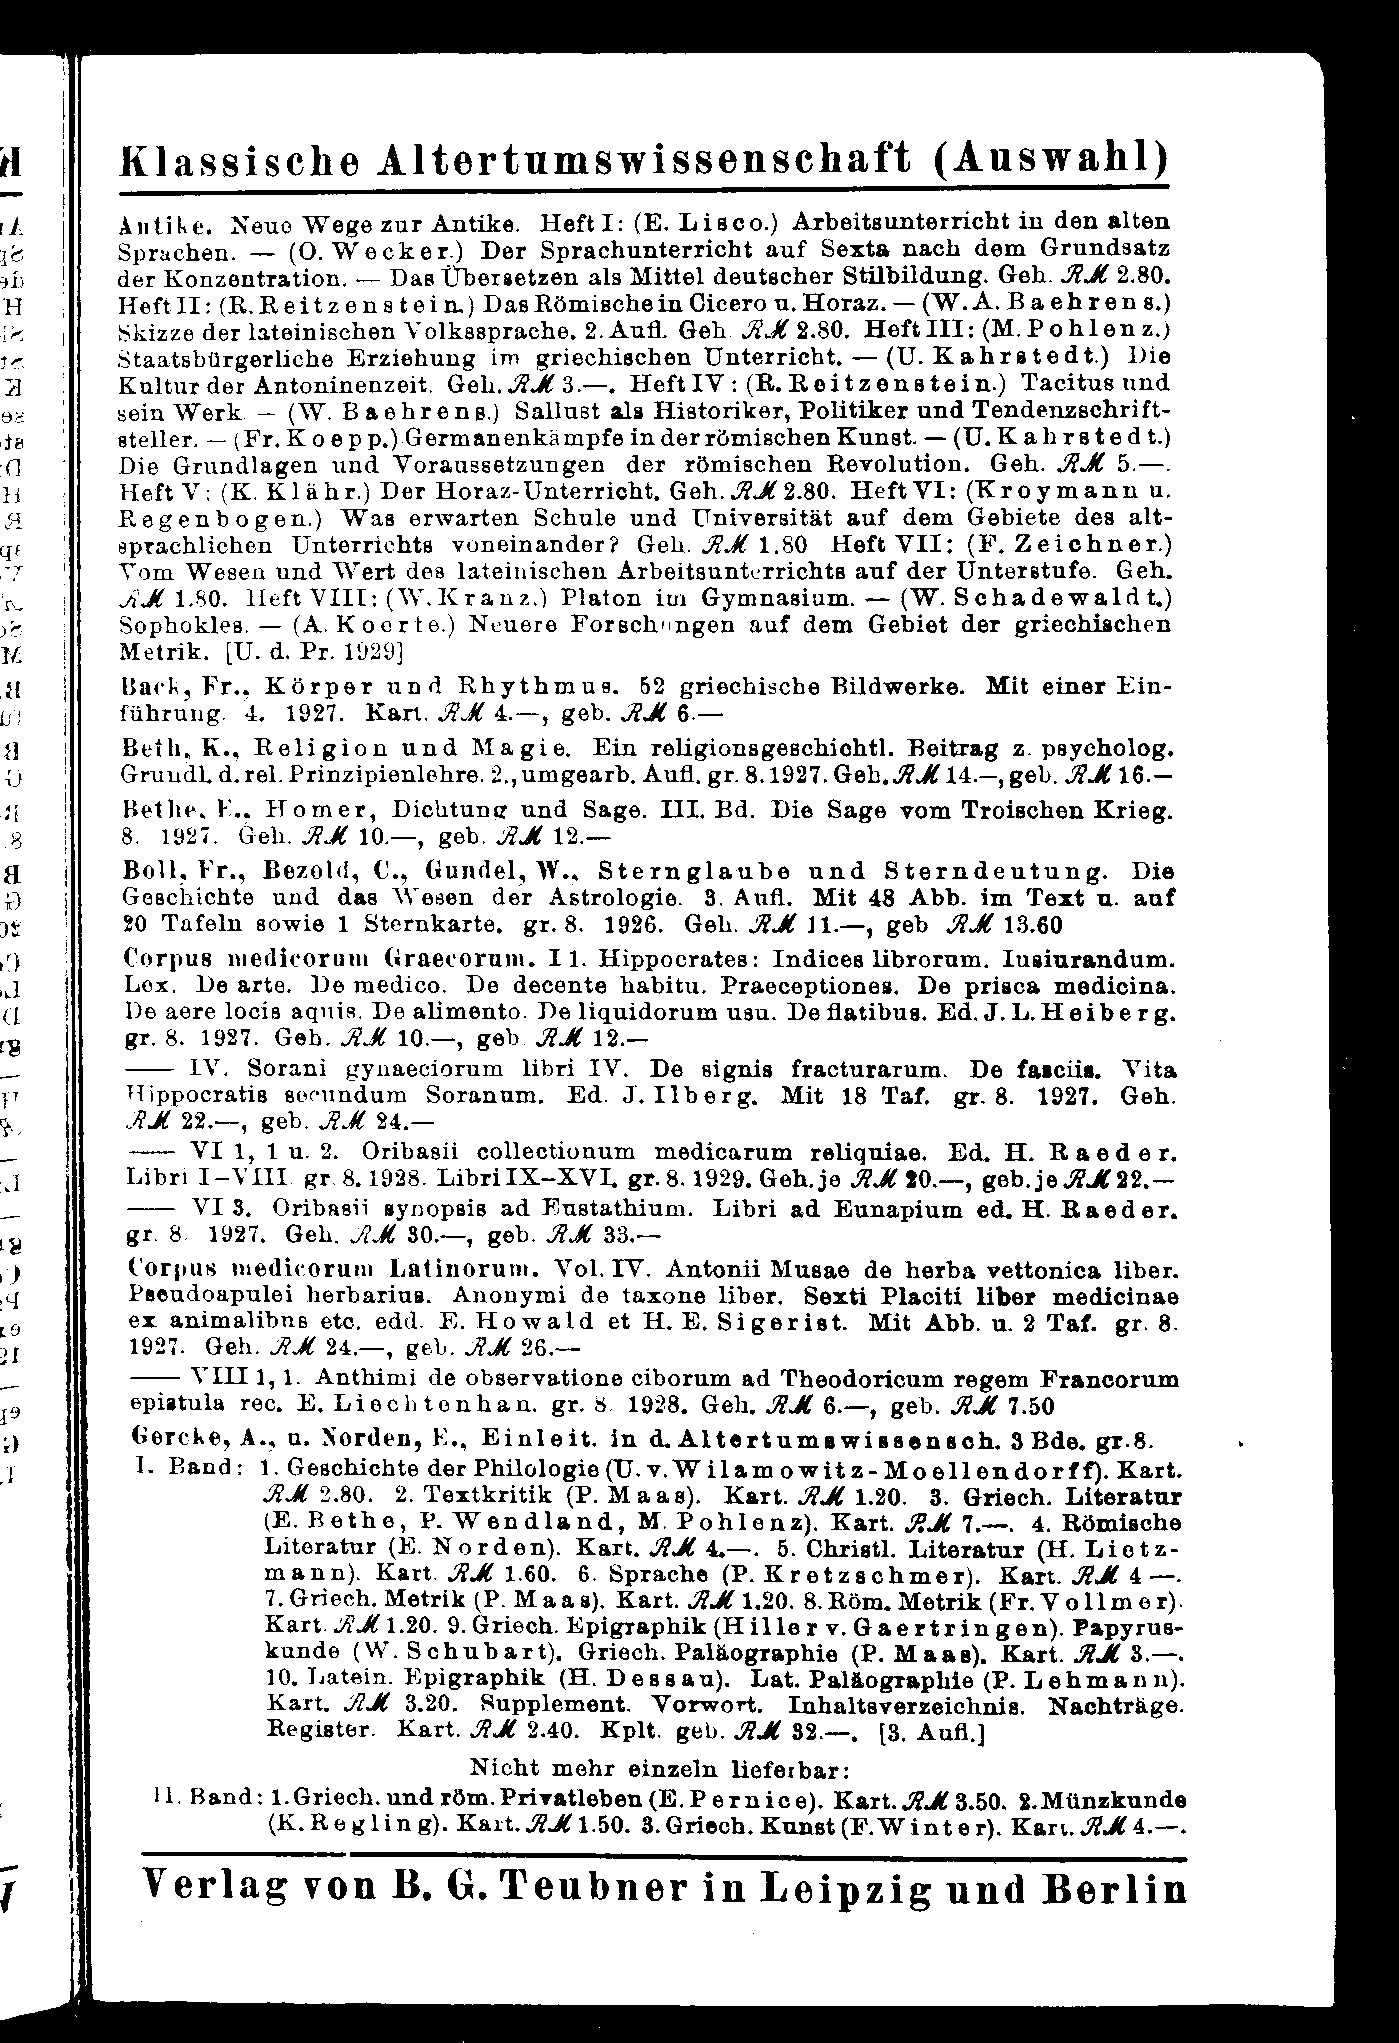 Klassische Altertumswissenschaft (Auswahl)
Antike. Neue Wege zur Antike. Heft I: (E. Lisco.) Arbeitsunterricht in den alten
Sprachen. — (O. Wecker.) Der Sprachunterricht auf Sexta nach dem Grundsatz
der Konzentration. — Das Übersetzen als Mittel deutscher Stilbildung. Geh. RM 2.80.
Heft II: (R. Reitzenstein.) Das Römische in Cicero u. Horaz. — (W. A. Baehrens.)
Skizze der lateinischen Volkssprache. 2. Aufl. Geh. RM 2.80. Heft III: (M. Pohlenz.)
Staatsbürgerliche Erziehung im griechischen Unterricht. — (U. Kahrstedt.) Die
Kultur der Antoninenzeit. Geh. RM 3.—. Heft IV: (R. Reitzenstein.) Tacitus und
sein Werk — (W. Baehrens.) Sallust als Historiker, Politiker und Tendenzschrift-
steller. — (Fr. Koepp.) Germanenkämpfe in der römischen Kunst. — (U. Kahrstedt.)
Die Grundlagen und Voraussetzungen der römischen Revolution. Geh. RM 5.—.
Heft V: (K. Klähr.) Der Horaz-Unterricht. Geh. RM 2.80. Heft VI: (Kroymann u.
Regenbogen.) Was erwarten Schule und Universität auf dem Gebiete des alt-
sprachlichen Unterrichts voneinander? Geh. RM 1.80 Heft VII: (F. Zeichner.)
Vom Wesen und Wert des lateinischen Arbeitsunterrichts auf der Unterstufe. Geh.
RM 1.80. Heft VIII: (W. Kranz.) Platon im Gymnasium. — (W. Schadewaldt.)
Sophokles. — (A. Koerte.) Neuere Forschungen auf dem Gebiet der griechischen
Metrik. [U. d. Pr. 1929]
Back, Fr., Körper und Rhythmus. 52 griechische Bildwerke. Mit einer Ein-
führung. 4. 1927. Kart. RM 4.—, geb. RM 6.—
Beth, K., Religion und Magie. Ein religionsgeschichtl. Beitrag z. psycholog.
Grundl. d. rel. Prinzipienlehre. 2., umgearb. Aufl. gr. 8. 1927. Geh. RM 14.—, geb. RM 16.—
Bethe, E., Homer, Dichtung und Sage. III. Bd. Die Sage vom Troischen Krieg.
8. 1927. Geh. RM 10.—, geb. RM 12.—
Boll, Fr., Bezold, C., Gundel, W., Sternglaube und Sterndeutung. Die
Geschichte und das Wesen der Astrologie. 3. Aufl. Mit 48 Abb. im Text u. auf
20 Tafeln sowie 1 Sternkarte. gr. 8. 1926. Geh. RM 11.—, geb RM 13.60
Corpus medicorum Graecorum. I 1. Hippocrates: Indices librorum. Iusiurandum.
Lex. De arte. De medico. De decente habitu. Praeceptiones. De prisca medicina.
De aere locis aquis. De alimento. De liquidorum usu. De flatibus. Ed. J. L. Heiberg.
gr. 8. 1927. Geh. RM 10.—, geb. RM 12.—
—— IV. Sorani gynaeciorum libri IV. De signis fracturarum. De fasciis. Vita
Hippocratis secundum Soranum. Ed. J. Ilberg. Mit 18 Taf. gr. 8. 1927. Geh.
RM 22.—, geb. RM 24.—
—— VI 1, 1 u. 2. Oribasii collectionum medicarum reliquiae. Ed. H. Raeder.
Libri I–VIII gr. 8. 1928. Libri IX–XVI. gr. 8. 1929. Geh. je RM 20.—, geb. je RM 22.—
—— VI 3. Oribasii synopsis ad Eustathium. Libri ad Eunapium ed. H. Raeder.
gr. 8. 1927. Geh. RM 30.—, geb. RM 33.—
Corpus medicorum Latinorum. Vol. IV. Antonii Musae de herba vettonica liber.
Pseudoapulei herbarius. Anonymi de taxone liber. Sexti Placiti liber medicinae
ex animalibus etc. edd. E. Howald et H. E. Sigerist. Mit Abb. u. 2 Taf. gr. 8.
1927. Geh. RM 24.—, geb. RM 26.—
—— VIII 1, 1. Anthimi de observatione ciborum ad Theodoricum regem Francorum
epistula rec. E. Liechtenhan. gr. 8. 1928. Geh. RM 6.—, geb. RM 7.50
Gercke, A., u. Norden, E., Einleit. in d. Altertumswissensch. 3 Bde. gr. 8.
I. Band: 1. Geschichte der Philologie (U. v. Wilamowitz-Moellendorff). Kart.
RM 2.80. 2. Textkritik (P. Maas). Kart. RM 1.20. 3. Griech. Literatur
(E. Bethe, P. Wendland, M. Pohlenz). Kart. RM 7.—. 4. Römische
Literatur (E. Norden). Kart. RM 4.—. 5. Christl. Literatur (H. Lietz-
mann). Kart. RM 1.60. 6. Sprache (P. Kretzschmer). Kart. RM 4 —.
7. Griech. Metrik (P. Maas). Kart. RM 1.20. 8. Röm. Metrik (Fr. Vollmer).
Kart. RM 1.20. 9. Griech. Epigraphik (Hiller v. Gaertringen). Papyrus-
kunde (W. Schubart). Griech. Paläographie (P. Maas). Kart. RM 3.—.
10. Latein. Epigraphik (H. Dessau). Lat. Paläographie (P. Lehmann).
Kart. RM 3.20. Supplement. Vorwort. Inhaltsverzeichnis. Nachträge.
Register. Kart. RM 2.40. Kplt. geb. RM 32.—. [3. Aufl.]
Nicht mehr einzeln lieferbar:
II. Band: 1. Griech. und röm. Privatleben (E. Pernice). Kart. RM 3.50. 2. Münzkunde
(K. Regling). Kart. RM 1.50. 3. Griech. Kunst (F. Winter). Kart. RM 4.—.
Verlag von B. G. Teubner in Leipzig und Berlin